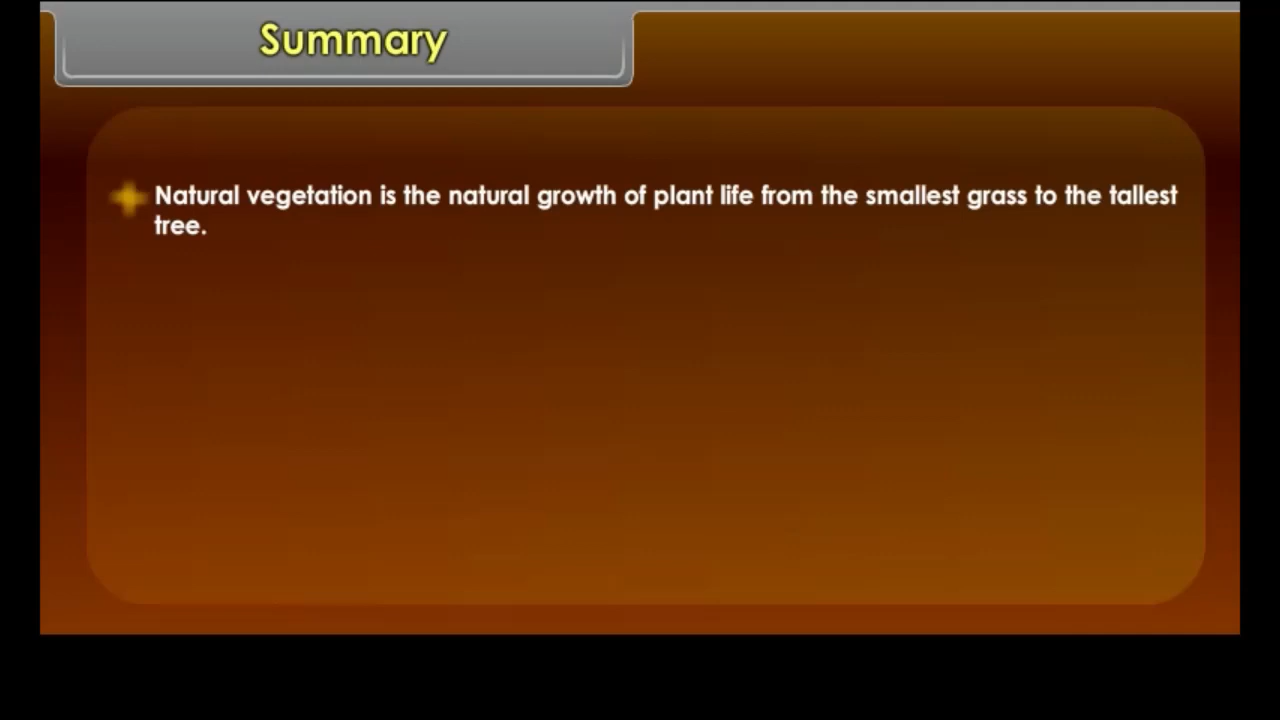 Summary
Natural vegetation is the natural growth of plant life from the smallest grass to the tallest
tree.